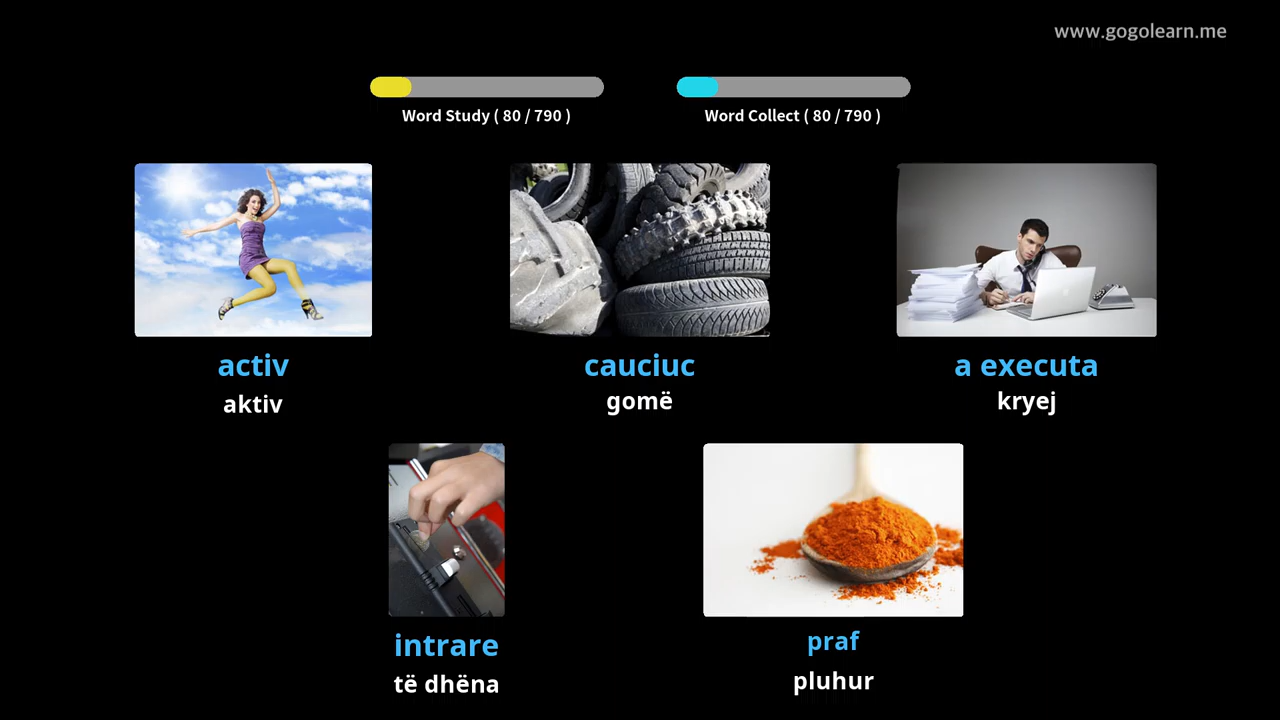 www.gogolearn.me
Word Study ( 80 / 790 )
Word Collect ( 80 / 790 )
activ
aktiv
cauciuc
gomë
a executa
kryej
intrare
të dhëna
praf
pluhur